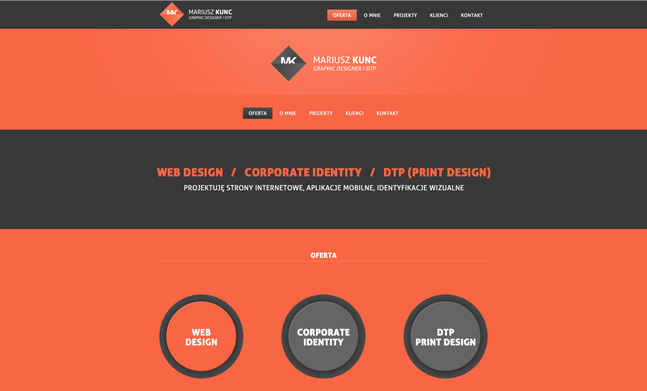 MK
MARIUSZ KUNC
GRAPHIC DESIGNER / DTP
OFERTA O MNIE PROJEKTY KLIENCI KONTAKT
MK
MARIUSZ KUNC
GRAPHIC DESIGNER / DTP
OFERTA O MNIE PROJEKTY KLIENCI KONTAKT
WEB DESIGN / CORPORATE IDENTITY / DTP (PRINT DESIGN)
PROJEKTUJĘ STRONY INTERNETOWE, APLIKACJE MOBILNE, IDENTYFIKACJE WIZUALNE
OFERTA
WEB
DESIGN
CORPORATE
IDENTITY
DTP
PRINT DESIGN